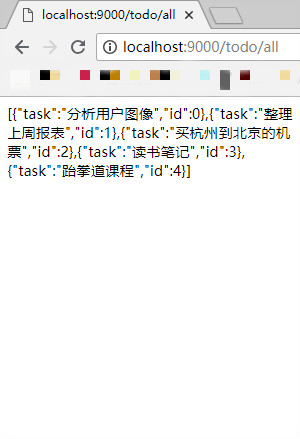 localhost:9000/todo/all
localhost:9000/todo/all
[{"task":"分析用户图像","id":0},{"task":"整理
上周报表","id":1},{"task":"买杭州到北京的机
票","id":2},{"task":"读书笔记","id":3},
{"task":"跆拳道课程","id":4}]